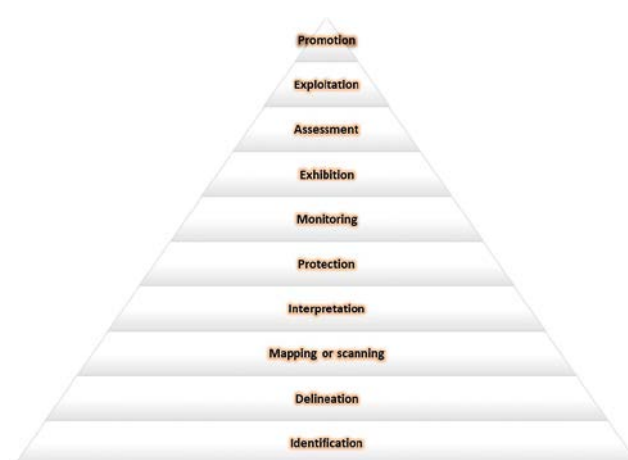 Promotion
Exploitation
Assessment
Exhibition
Monitoring
Protection
Interpretation
Mapping or scanning
Delineation
Identification